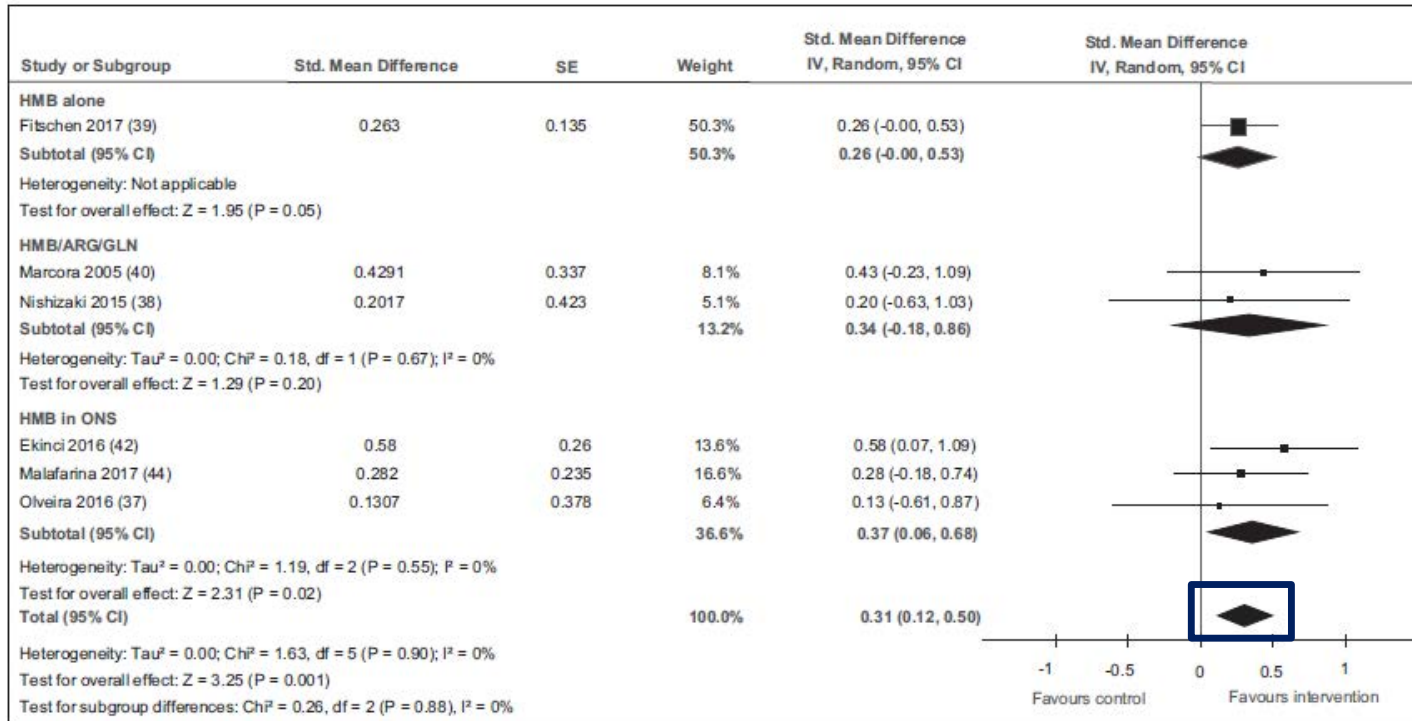 Std. Mean Difference Std. Mean Difference
Study or Subgroup Std. Mean Difference SE Weight IV, Random, 95% CI IV, Random, 95% CI
HMB alone
Fitschen 2017 (39) 0.263 0.135 50.3% 0.26 (-0.00, 0.53)
Subtotal (95% CI) 50.3% 0.26 (-0.00, 0.53)
Heterogeneity: Not applicable
Test for overall effect: Z = 1.95 (P = 0.05)
HMB/ARG/GLN
Marcora 2005 (40) 0.4291 0.337 8.1% 0.43 (-0.23, 1.09)
Nishizaki 2015 (38) 0.2017 0.423 5.1% 0.20 (-0.63, 1.03)
Subtotal (95% CI) 13.2% 0.34 (-0.18, 0.86)
Heterogeneity: Tau² = 0.00; Chi² = 0.18, df = 1 (P = 0.67); I² = 0%
Test for overall effect: Z = 1.29 (P = 0.20)
HMB in ONS
Ekinci 2016 (42) 0.58 0.26 13.6% 0.58 (0.07, 1.09)
Malafarina 2017 (44) 0.282 0.235 16.6% 0.28 (-0.18, 0.74)
Olveira 2016 (37) 0.1307 0.378 6.4% 0.13 (-0.61, 0.87)
Subtotal (95% CI) 36.6% 0.37 (0.06, 0.68)
Heterogeneity: Tau² = 0.00; Chi² = 1.19, df = 2 (P = 0.55); I² = 0%
Test for overall effect: Z = 2.31 (P = 0.02)
Total (95% CI) 100.0% 0.31 (0.12, 0.50)
Heterogeneity: Tau² = 0.00; Chi² = 1.63, df = 5 (P = 0.90); I² = 0%
Test for overall effect: Z = 3.25 (P = 0.001)
Test for subgroup differences: Chi² = 0.26, df = 2 (P = 0.88), I² = 0%
-1 -0.5 0 0.5 1
Favours control Favours intervention